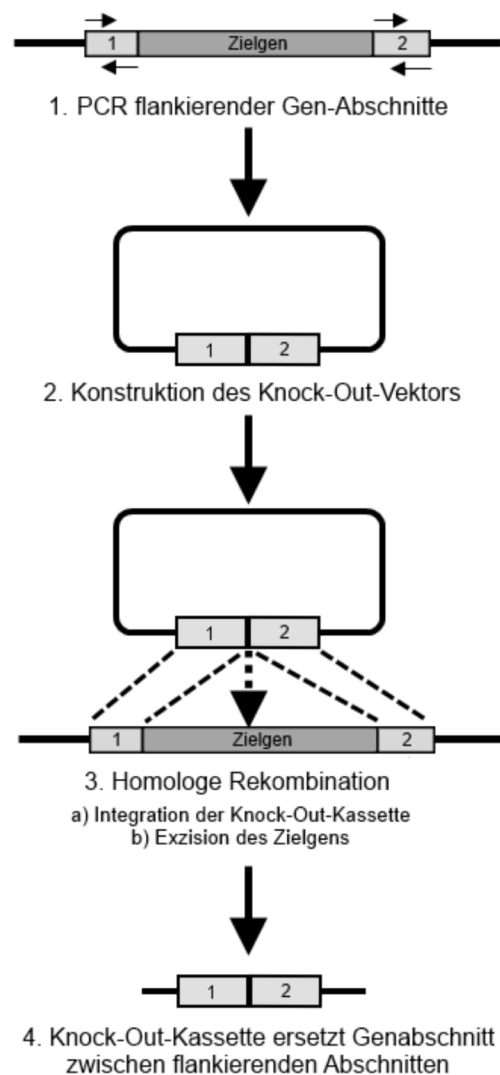 1 Zielgen 2
1. PCR flankierender Gen-Abschnitte
1 2
2. Konstruktion des Knock-Out-Vektors
1 2
1 Zielgen 2
3. Homologe Rekombination
a) Integration der Knock-Out-Kassette
b) Exzision des Zielgens
1 2
4. Knock-Out-Kassette ersetzt Genabschnitt
zwischen flankierenden Abschnitten